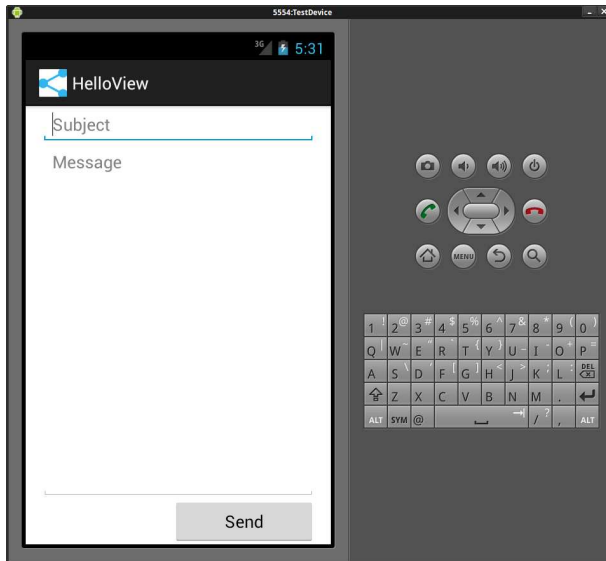 5554:TestDevice
3G 5:31
HelloView
Subject
Message
Send
MENU
1 ! 2 @ 3 # 4 $ 5 % 6 ^ 7 & 8 * 9 ( 0 )
Q | W ~ E " R ` T { Y } U - I O + P =
A S \ D ' F [ G ] H < J > K ; L : DEL
Z X C V B N M .
ALT SYM @ / ? , ALT